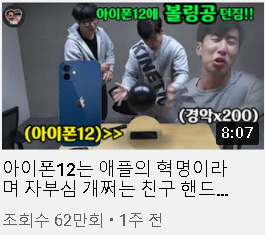 아이폰12에 볼링공 던짐!!
(경악x200)
(아이폰12)>>
8:07
아이폰12는 애플의 혁명이라
며 자부심 개쩌는 친구 핸드...
조회수 62만회 • 1주 전